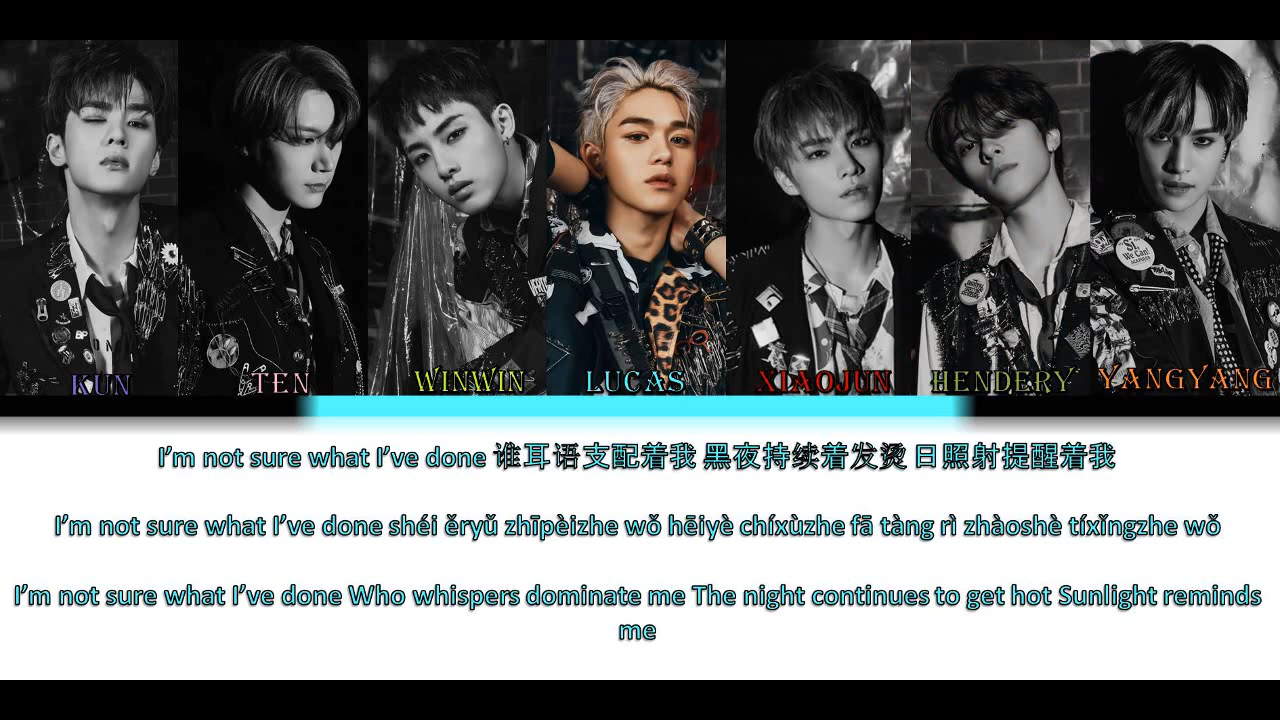 KUN TEN WINWIN LUCAS XIAOJUN HENDERY YANGYANG
Si, We Can!
I'm not sure what I've done 谁耳语支配着我 黑夜持续着发烫 日照射提醒着我
I'm not sure what I've done shéi ěryǔ zhīpèizhe wǒ hēiyè chíxùzhe fā tàng rì zhàoshè tíxǐngzhe wǒ
I'm not sure what I've done Who whispers dominate me The night continues to get hot Sunlight reminds
me